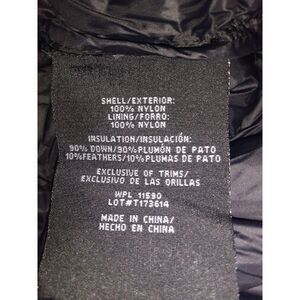 SHELL/EXTERIOR:
100% NYLON
LINING/FORRO:
100% NYLON
INSULATION/INSULACIÓN:
90% DOWN/90% PLUMÓN DE PATO
10% FEATHERS/10% PLUMAS DE PATO
EXCLUSIVE OF TRIMS/
EXCLUSIVO DE LAS ORILLAS
WPL 11590
LOT#T173614
MADE IN CHINA/
HECHO EN CHINA